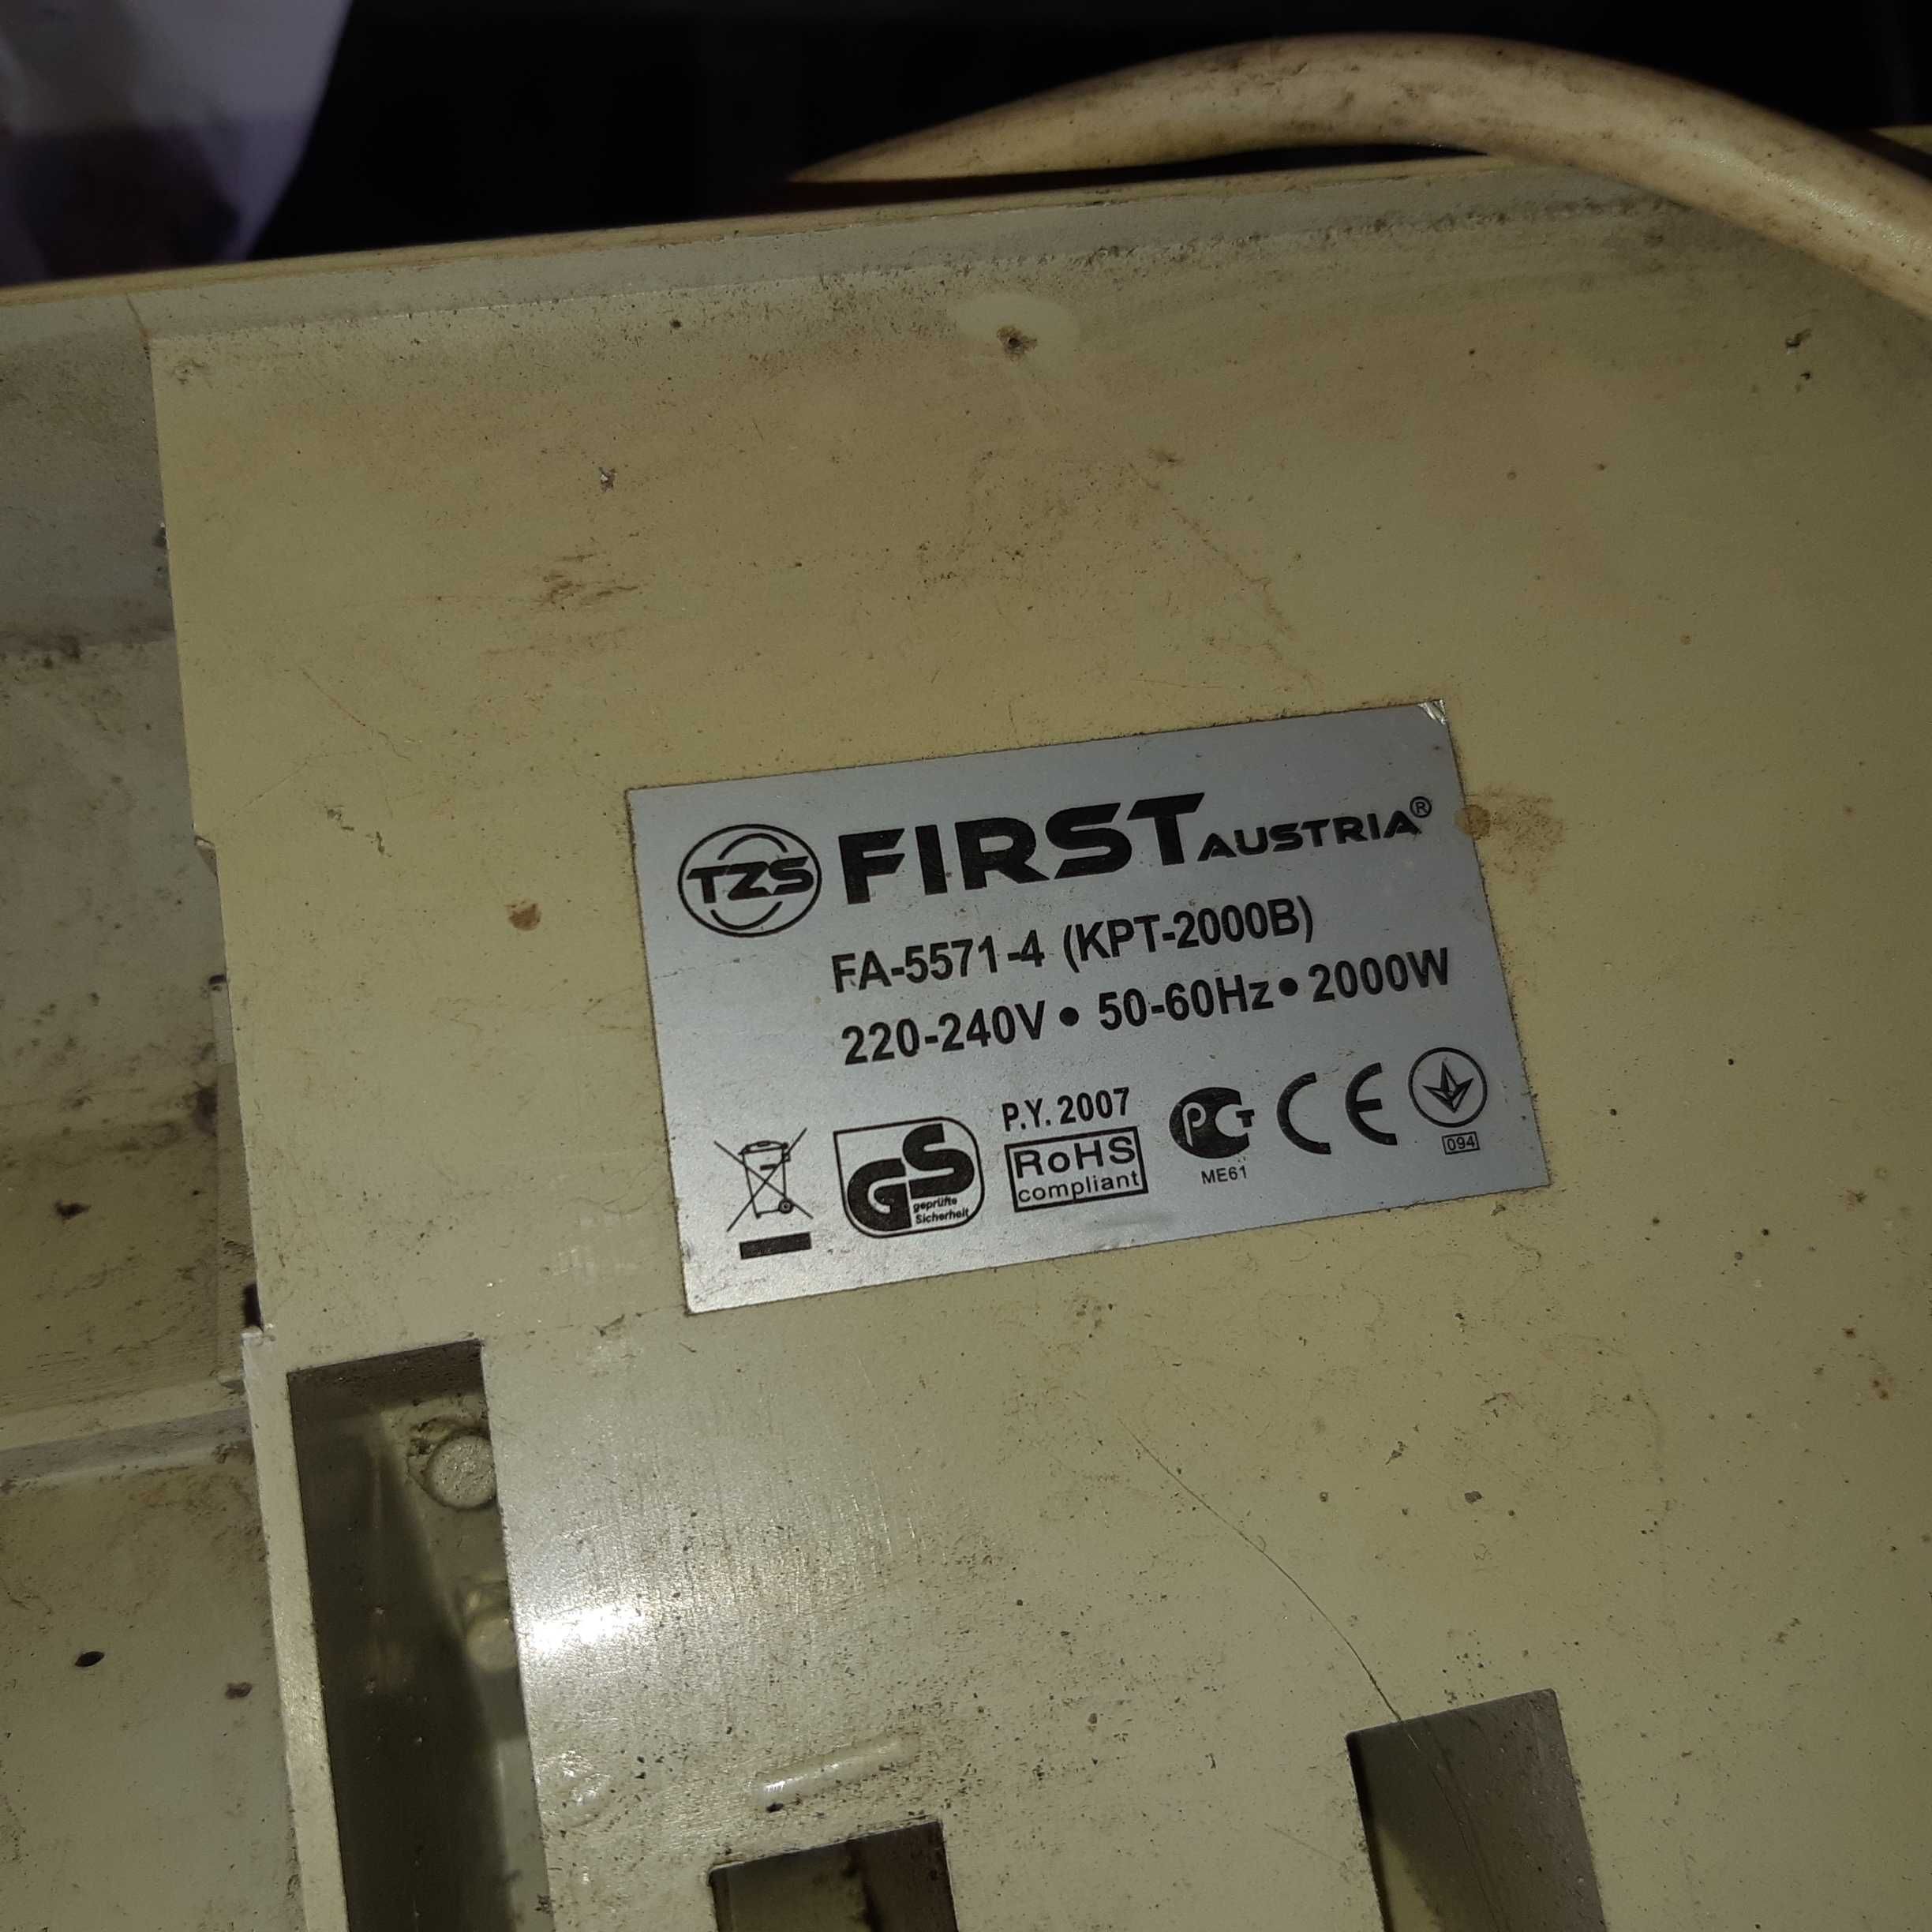 TZS FIRST AUSTRIA®
FA-5571-4 (KPT-2000B)
220-240V • 50-60Hz • 2000W
P.Y. 2007
GS geprüfte Sicherheit
RoHS compliant
РСТ
ME61
CE
094